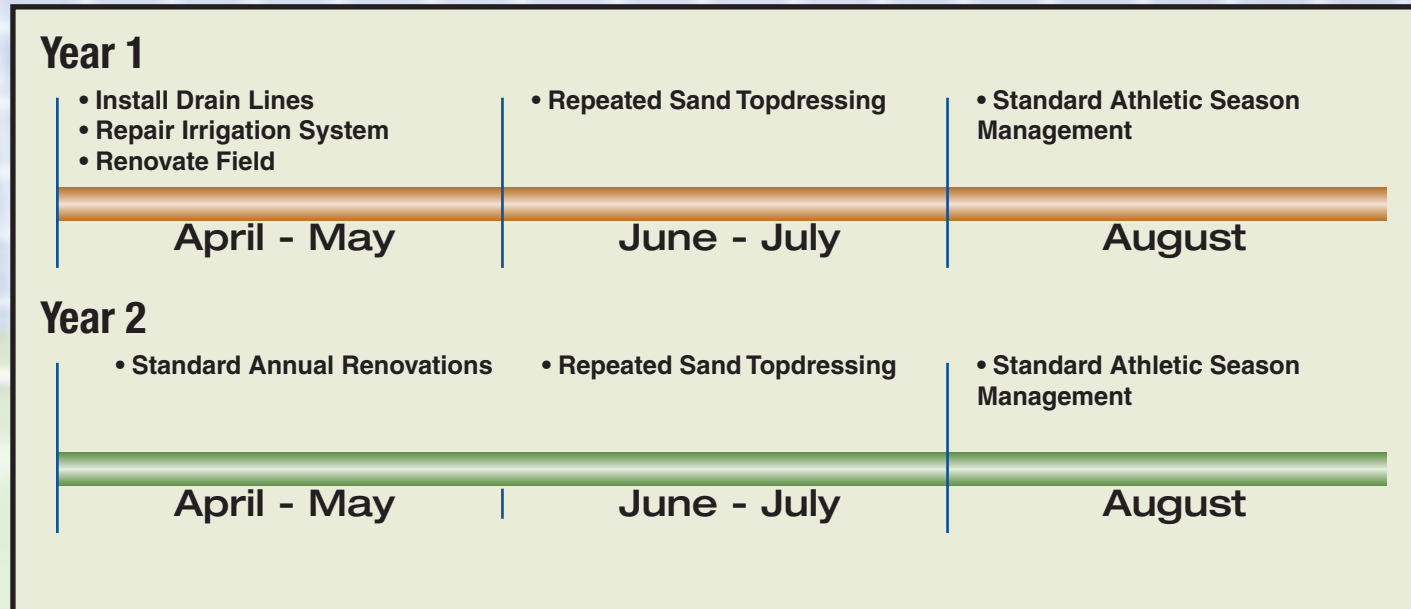 Year 1
• Install Drain Lines
• Repair Irrigation System
• Renovate Field
• Repeated Sand Topdressing
• Standard Athletic Season
Management
April - May
June - July
August
Year 2
• Standard Annual Renovations
• Repeated Sand Topdressing
• Standard Athletic Season
Management
April - May
June - July
August